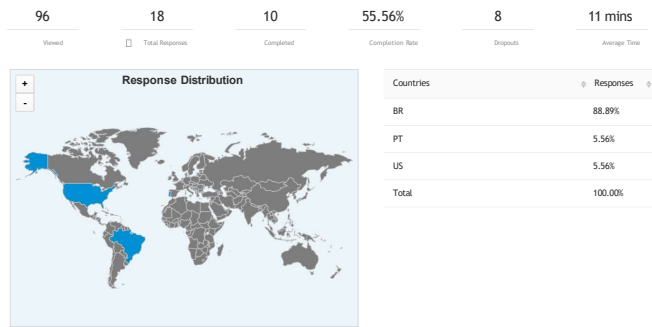 96 18 10 55.56% 8 11 mins
Viewed Total Responses Completed Completion Rate Dropouts Average Time
+
-
Response Distribution
Countries Responses
BR 88.89%
PT 5.56%
US 5.56%
Total 100.00%